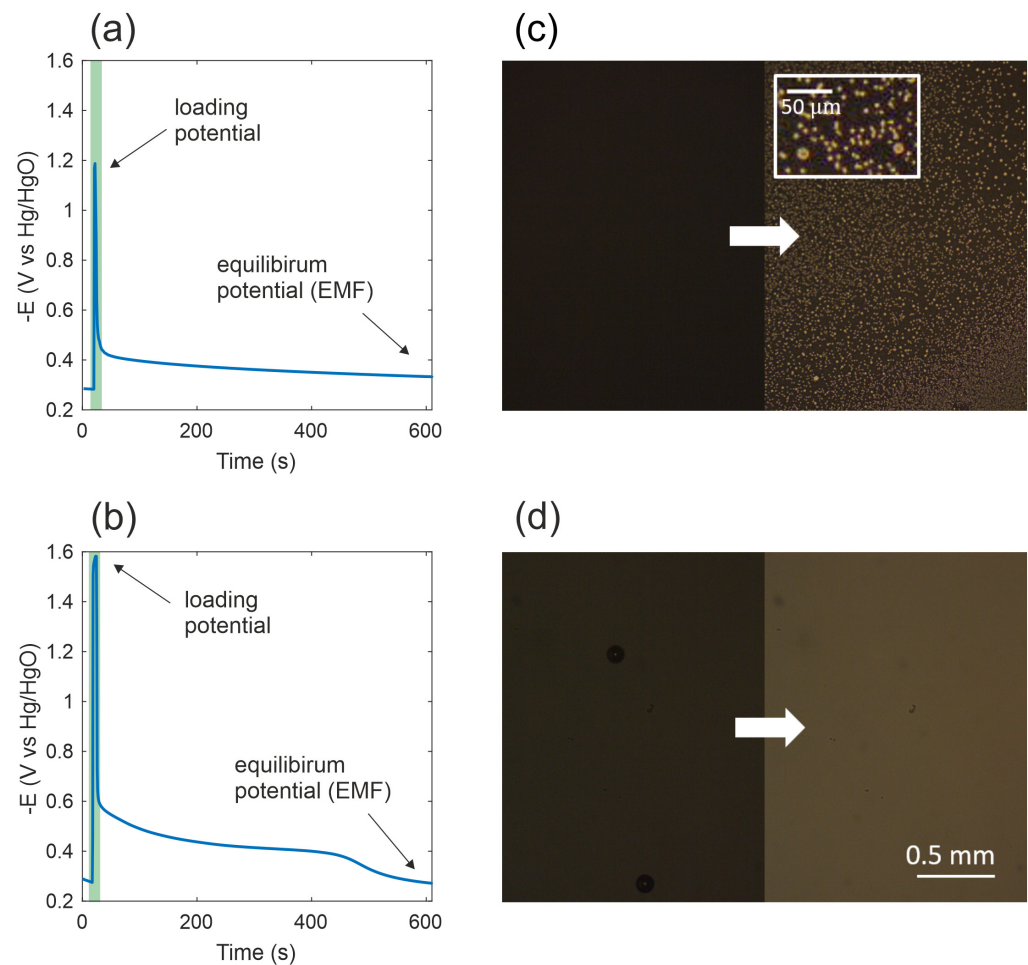 (a)
1.6
1.4
1.2
1
0.8
0.6
0.4
0.2
-E (V vs Hg/HgO)
loading
potential
equilibirum
potential (EMF)
0
200
400
600
Time (s)
(c)
50 μm
(b)
1.6
1.4
1.2
1
0.8
0.6
0.4
0.2
-E (V vs Hg/HgO)
loading
potential
equilibirum
potential (EMF)
0
200
400
600
Time (s)
(d)
0.5 mm